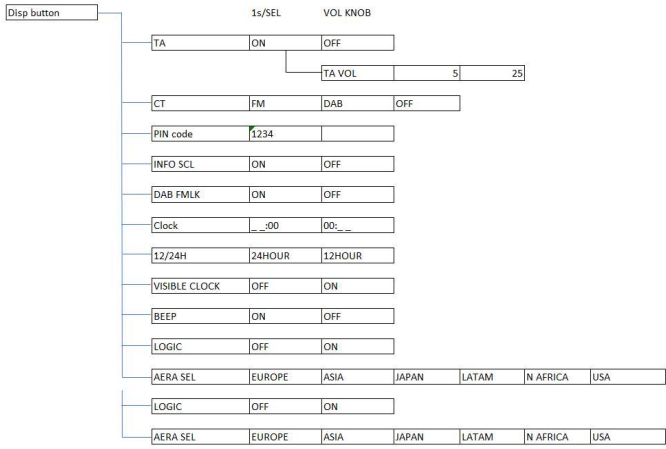 Disp button 1s/SEL VOL KNOB
TA ON OFF
TA VOL 5 25
CT FM DAB OFF
PIN code 1234
INFO SCL ON OFF
DAB FMLK ON OFF
Clock _ _:00 00:_ _
12/24H 24HOUR 12HOUR
VISIBLE CLOCK OFF ON
BEEP ON OFF
LOGIC OFF ON
AERA SEL EUROPE ASIA JAPAN LATAM N AFRICA USA
LOGIC OFF ON
AERA SEL EUROPE ASIA JAPAN LATAM N AFRICA USA